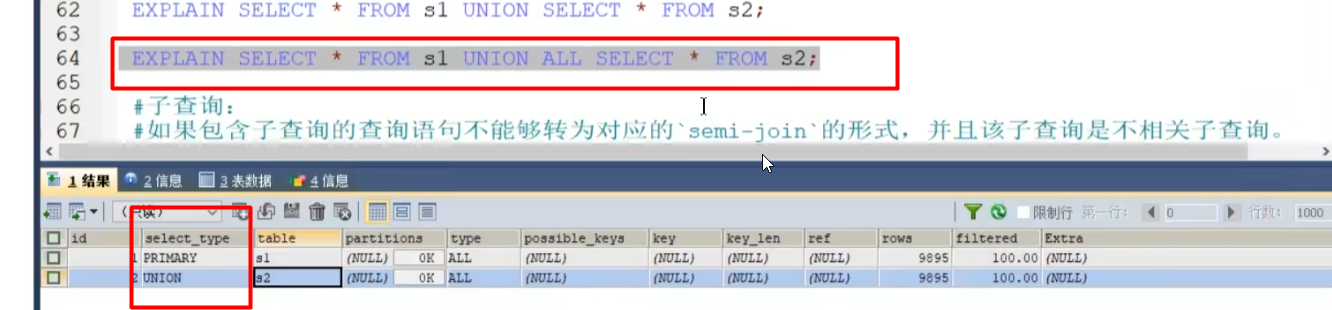 62 EXPLAIN SELECT * FROM s1 UNION SELECT * FROM s2;
63
64 EXPLAIN SELECT * FROM s1 UNION ALL SELECT * FROM s2;
65
66 #子查询：
67 #如果包含子查询的查询语句不能够转为对应的`semi-join`的形式，并且该子查询是不相关子查询。
1 结果 2 信息 3 表数据 4 信息
（只读） 限制行 第一行： 0 行数： 1000
id select_type table partitions type possible_keys key key_len ref rows filtered Extra
1 PRIMARY s1 (NULL) 0K ALL (NULL) (NULL) (NULL) (NULL) 9895 100.00 (NULL)
2 UNION s2 (NULL) 0K ALL (NULL) (NULL) (NULL) (NULL) 9895 100.00 (NULL)